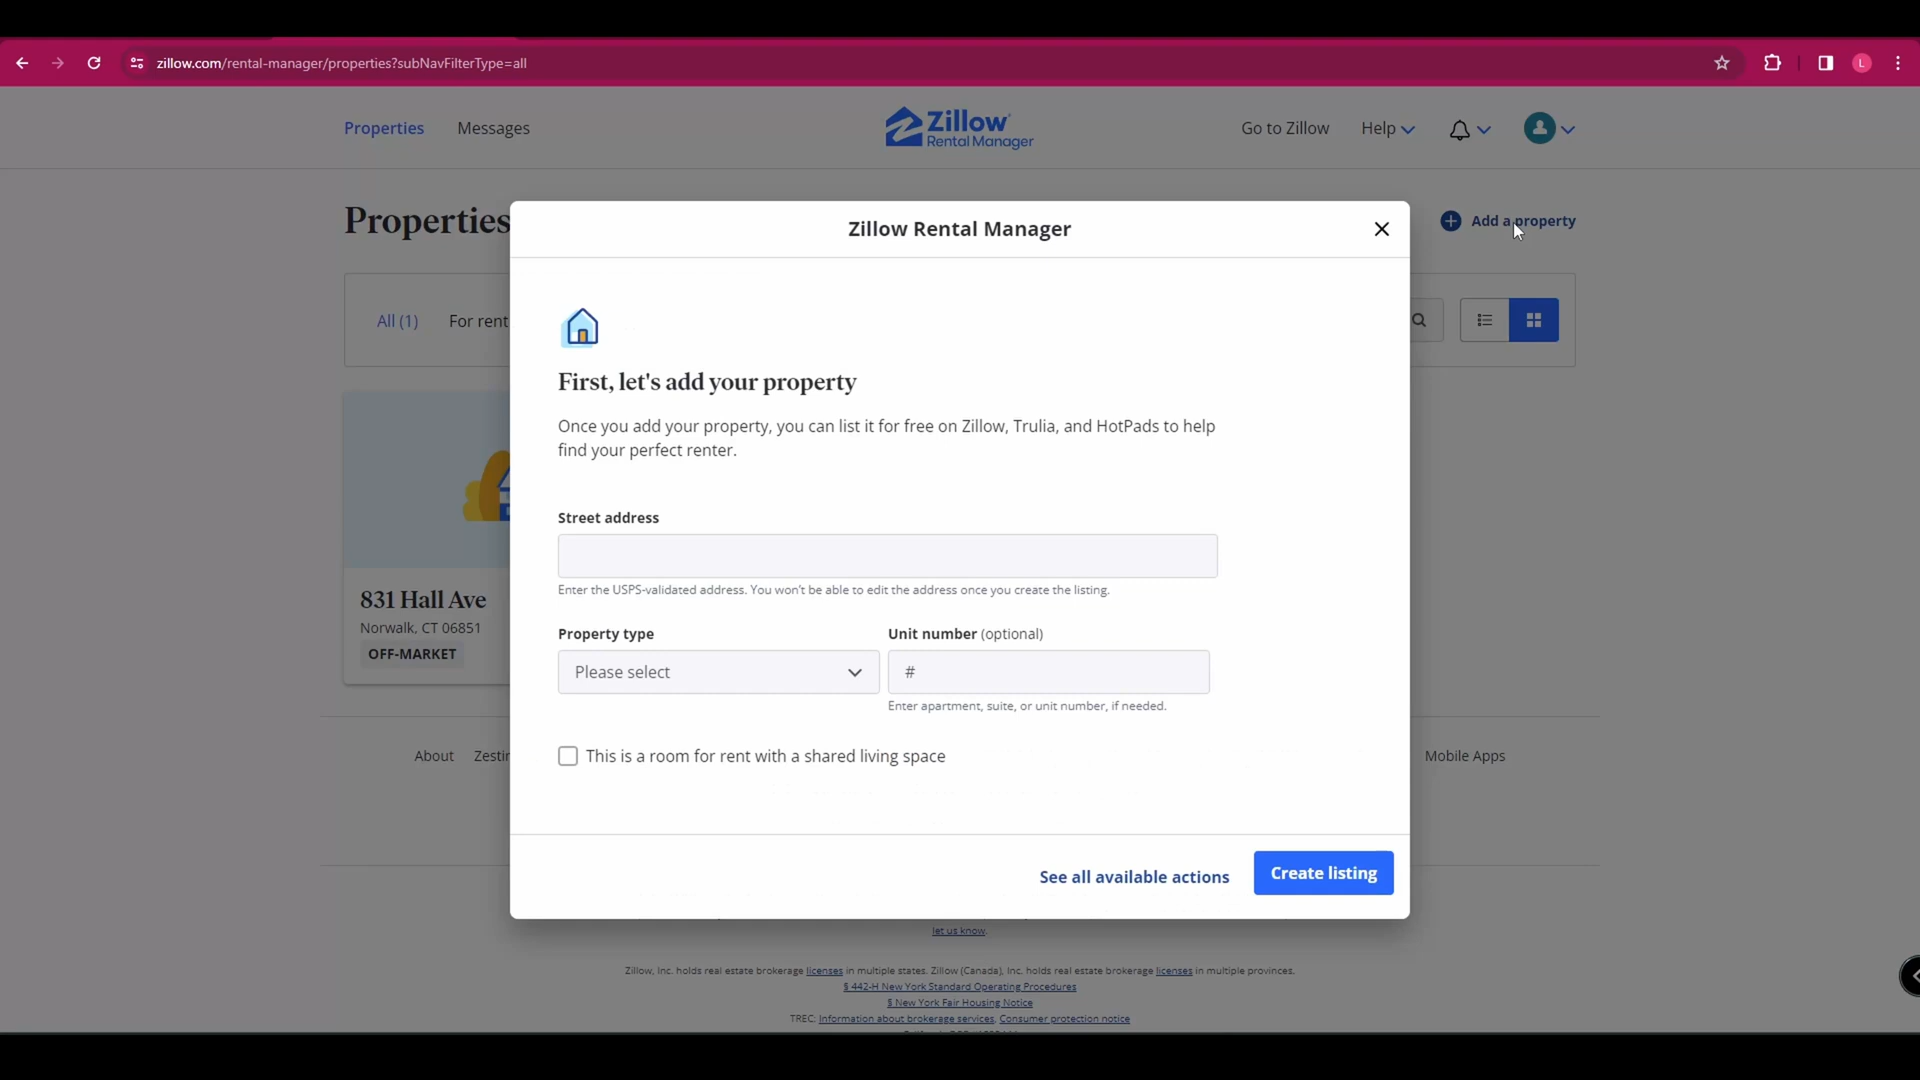 zillow.com/rental-manager/properties?subNavFilterType=all
L
Properties
Messages
Zillow
Rental Manager
Go to Zillow
Help
Properties
Add a property
All (1)
For rent
Zillow Rental Manager
First, let's add your property
Once you add your property, you can list it for free on Zillow, Trulia, and HotPads to help
find your perfect renter.
Street address
Enter the USPS-validated address. You won't be able to edit the address once you create the listing.
Property type
Unit number (optional)
Please select
#
Enter apartment, suite, or unit number, if needed.
This is a room for rent with a shared living space
See all available actions
Create listing
831 Hall Ave
Norwalk, CT 06851
OFF-MARKET
About
Mobile Apps
let us know.
Zillow, Inc. holds real estate brokerage licenses in multiple states. Zillow (Canada), Inc. holds real estate brokerage licenses in multiple provinces.
§ 442-H New York Standard Operating Procedures
§ New York Fair Housing Notice
TREC: Information about brokerage services, Consumer protection notice